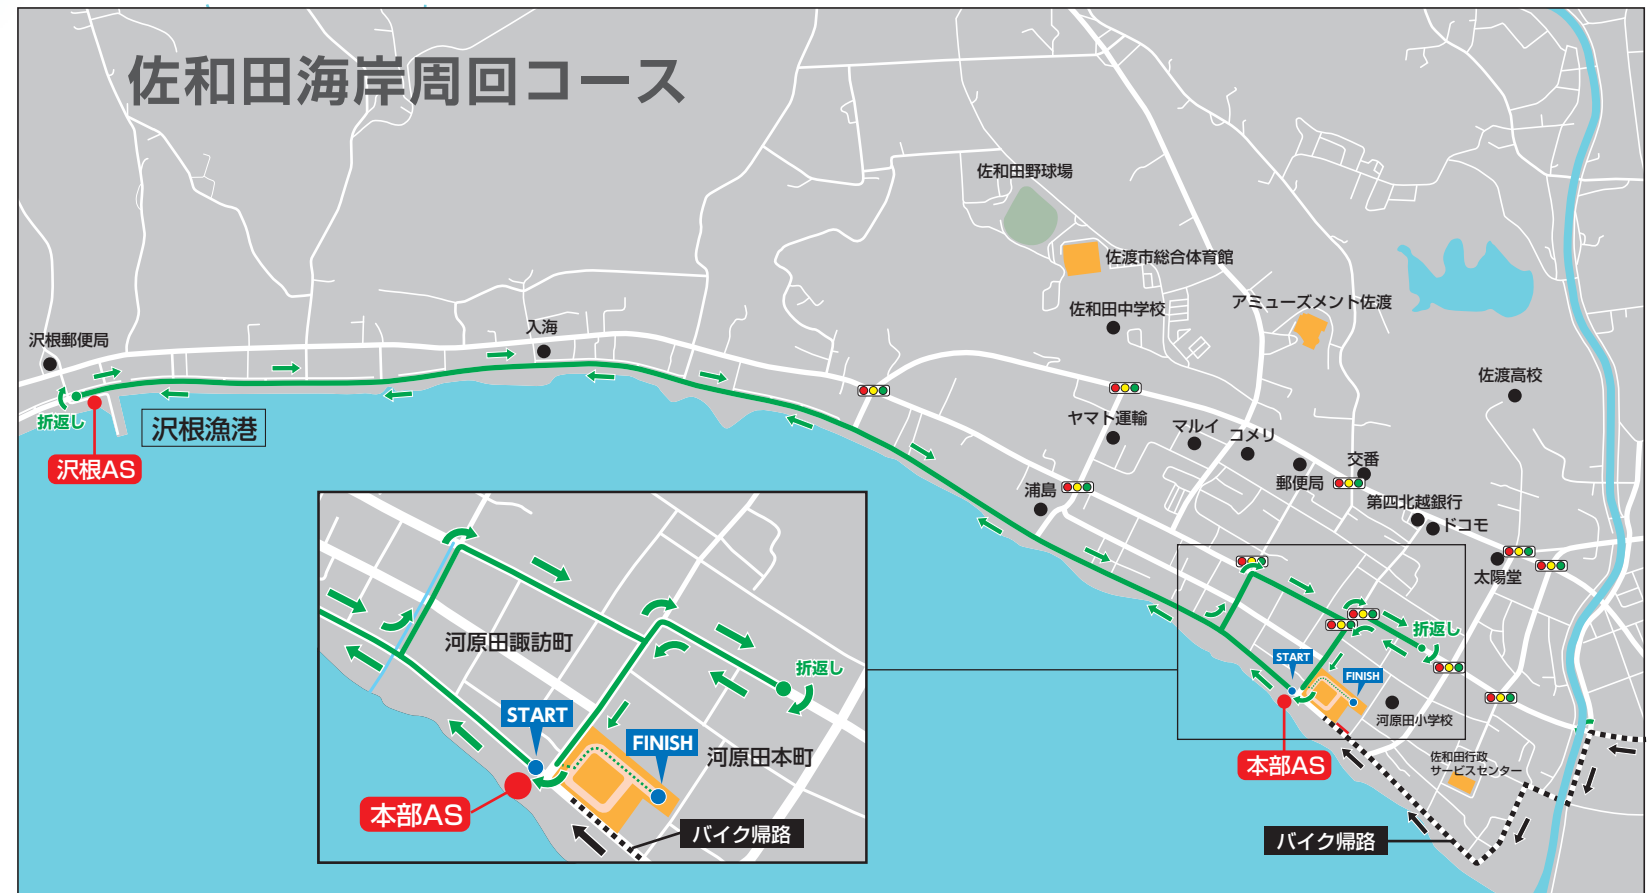 佐和田海岸周回コース
佐和田野球場
佐渡市総合体育館
佐和田中学校
アミューズメント佐渡
沢根郵便局
入海
佐渡高校
折返し
沢根漁港
沢根AS
ヤマト運輸
マルイ
コメリ
郵便局
交番
浦島
第四北越銀行
ドコモ
太陽堂
折返し
START
FINISH
河原田小学校
本部AS
佐和田行政
サービスセンター
バイク帰路
河原田諏訪町
折返し
START
FINISH
河原田本町
本部AS
バイク帰路